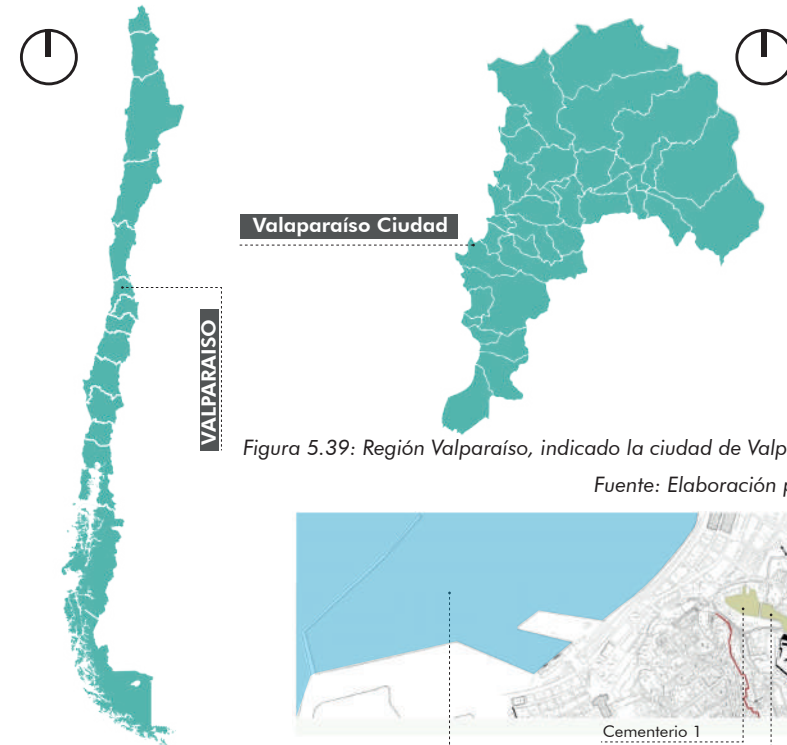 Valaparaíso Ciudad
VALPARAISO
Figura 5.39: Región Valparaíso, indicado la ciudad de Valp
Fuente: Elaboración p
Cementerio 1